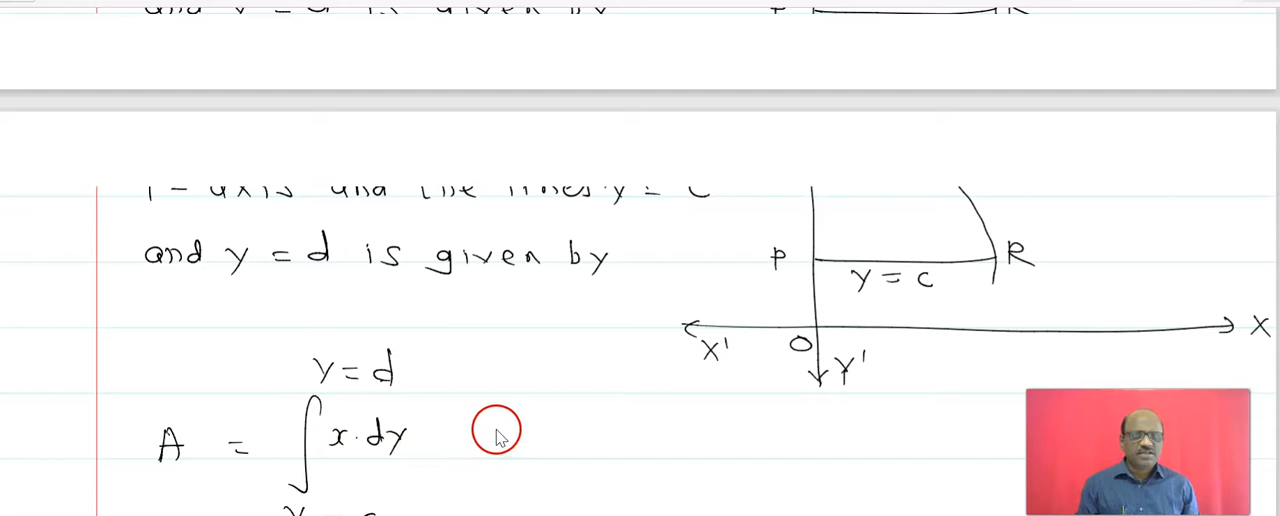 and y = d is given by
P
R
y = c
X'
O
X
Y'
y = d
A = ∫ x. dy